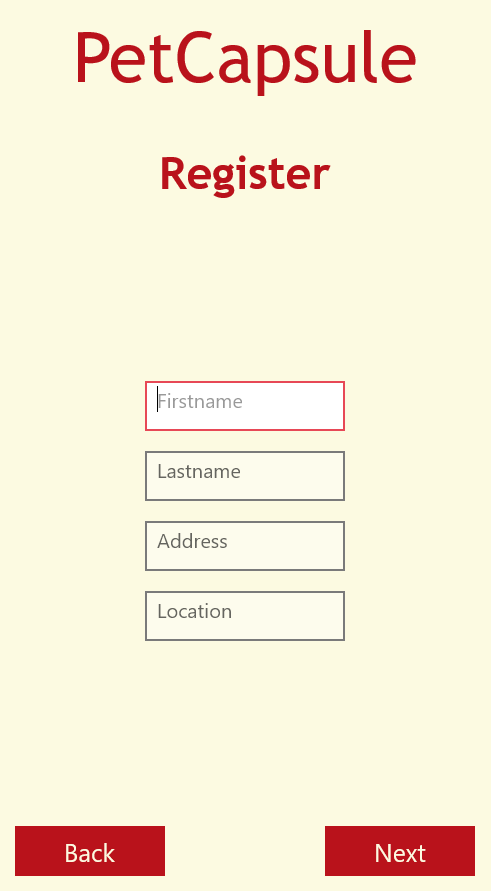 PetCapsule
Register
Firstname
Lastname
Address
Location
Back
Next